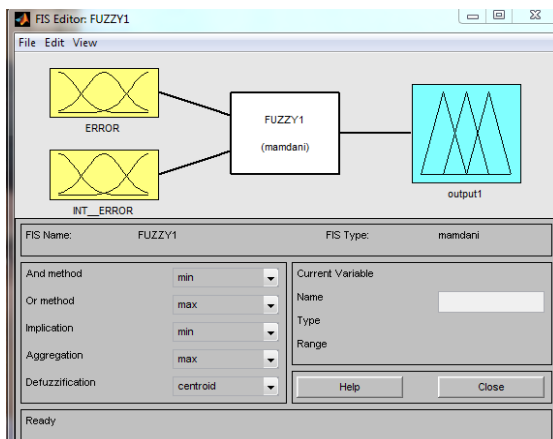 FIS Editor: FUZZY1
File Edit View
ERROR
INT__ERROR
FUZZY1
(mamdani)
output1
FIS Name: FUZZY1 FIS Type: mamdani
And method min
Or method max
Implication min
Aggregation max
Defuzzification centroid
Current Variable
Name
Type
Range
Help Close
Ready